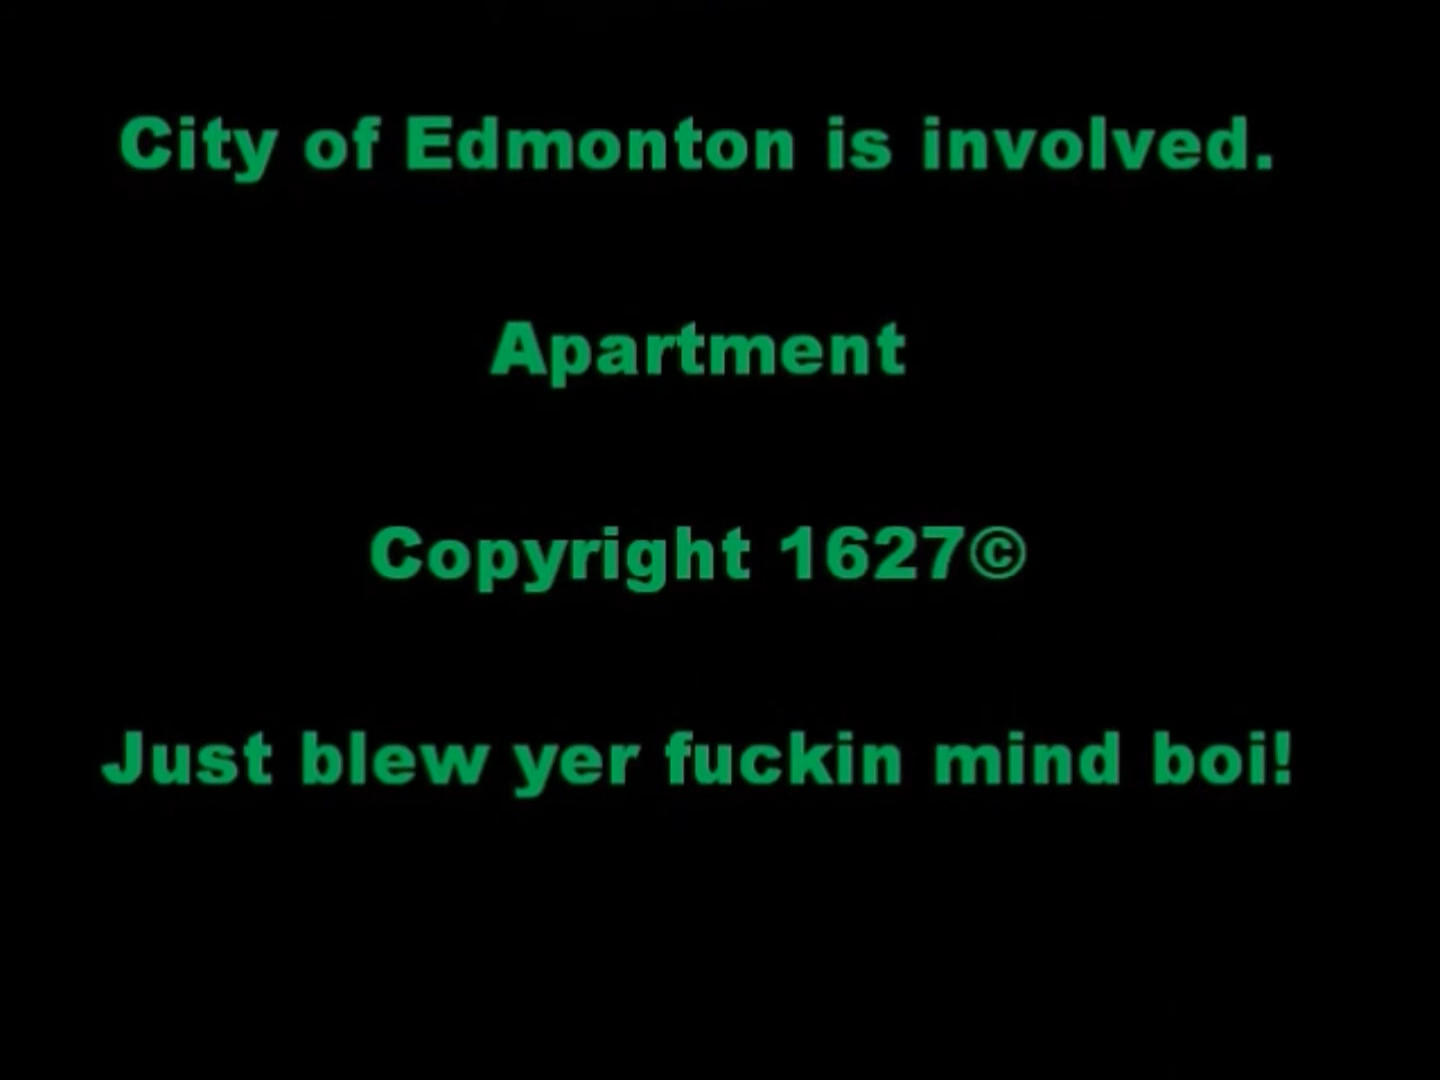 City of Edmonton is involved.
Apartment
Copyright 1627©
Just blew yer fuckin mind boi!